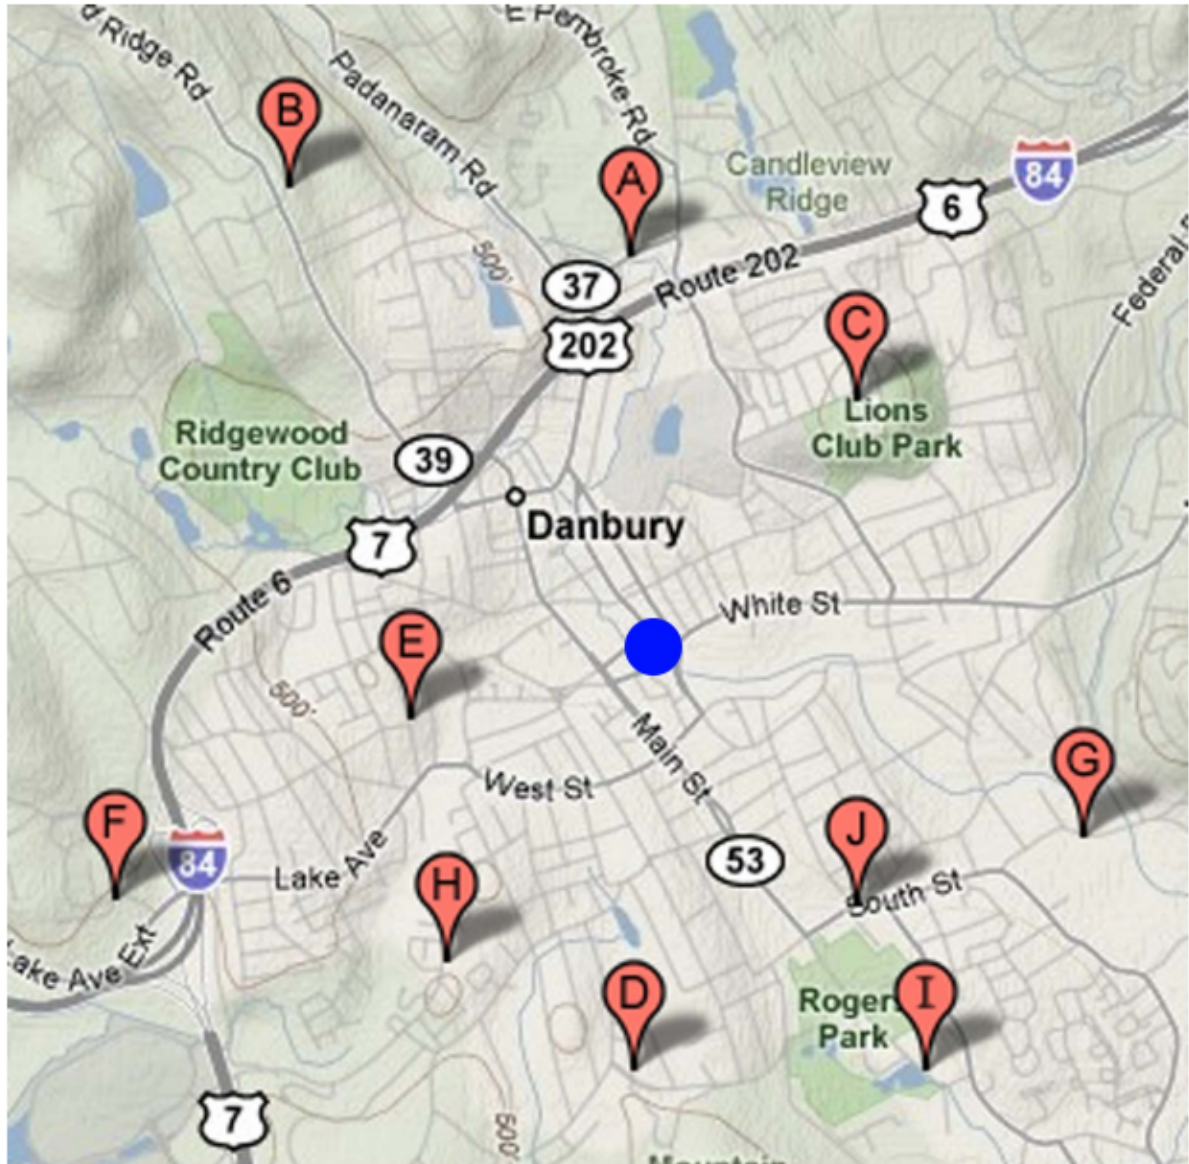 E Pembroke Rd
d Ridge Rd
Padanaram Rd
B
A
Candleview
Ridge
84
6
500'
Route 202
37
202
C
Lions
Club Park
Ridgewood
Country Club
39
Danbury
7
Route 6
White St
E
500'
Main St
West St
G
F
84
Lake Ave
H
53
J
South St
Lake Ave Ext
D
Rogers
Park
I
7
500'
Mountain